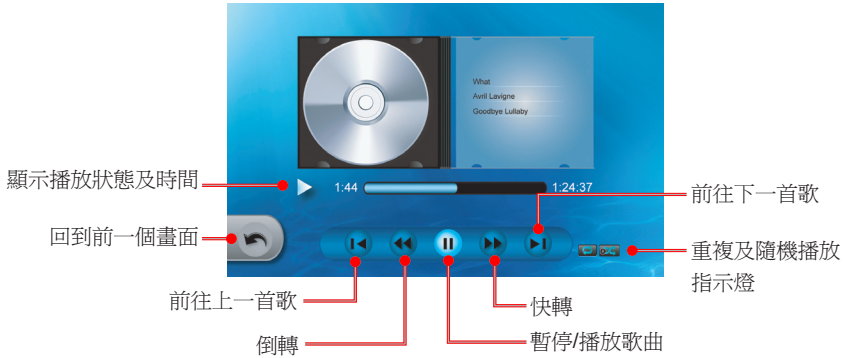 What
Avril Lavigne
Goodbye Lullaby
顯示播放狀態及時間
1:44
1:24:37
前往下一首歌
回到前一個畫面
重複及隨機播放
指示燈
前往上一首歌
快轉
倒轉
暫停/播放歌曲